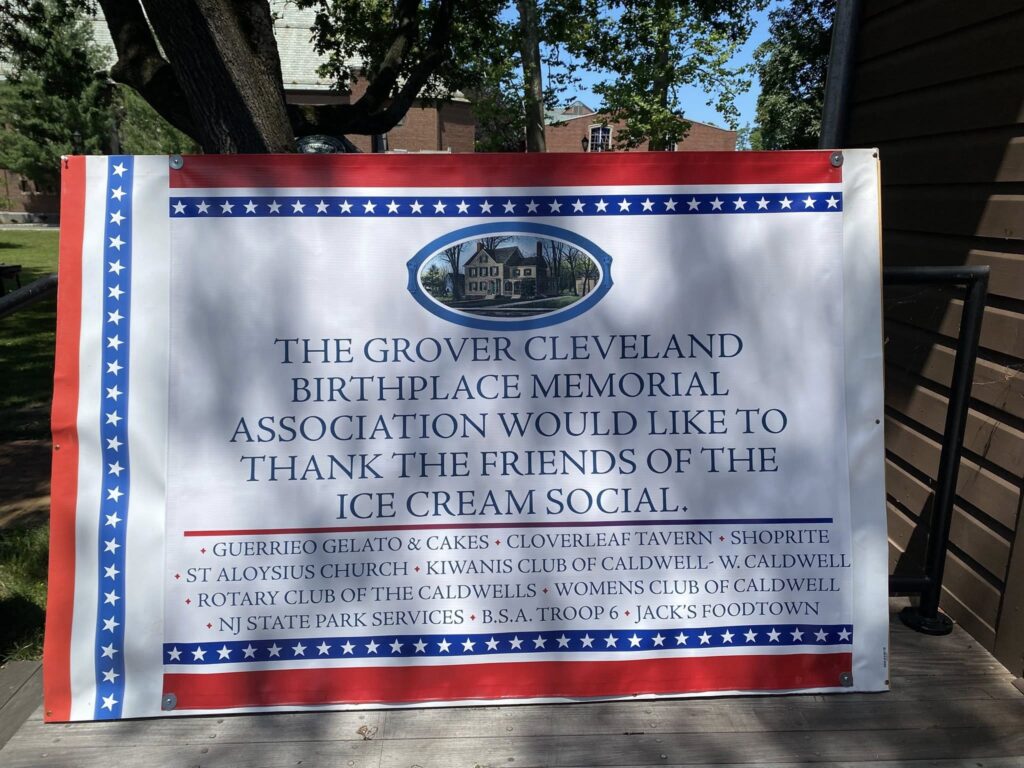 THE GROVER CLEVELAND
BIRTHPLACE MEMORIAL
ASSOCIATION WOULD LIKE TO
THANK THE FRIENDS OF THE
ICE CREAM SOCIAL.
• GUERRIEO GELATO & CAKES • CLOVERLEAF TAVERN • SHOPRITE
• ST ALOYSIUS CHURCH • KIWANIS CLUB OF CALDWELL- W. CALDWELL
• ROTARY CLUB OF THE CALDWELLS • WOMENS CLUB OF CALDWELL
• NJ STATE PARK SERVICES • B.S.A. TROOP 6 • JACK'S FOODTOWN